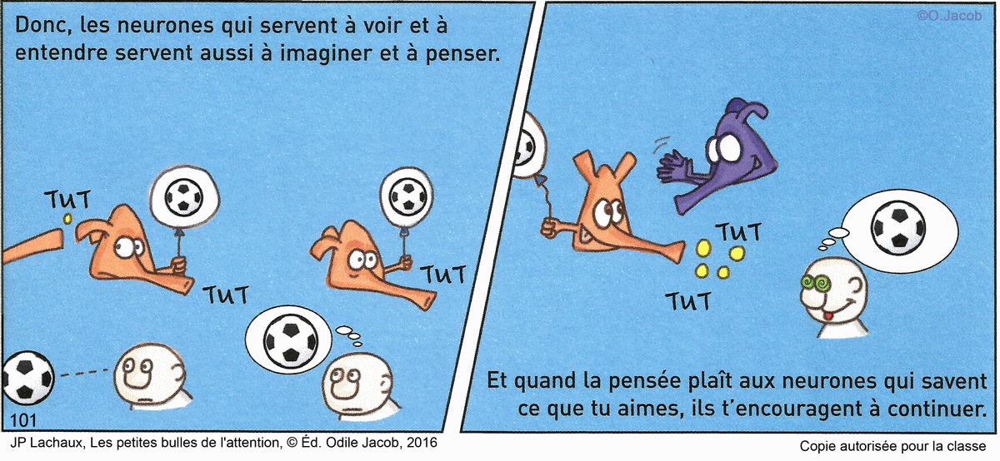 Donc, les neurones qui servent à voir et à
entendre servent aussi à imaginer et à penser.
TUT
TUT
TUT
101
©O.Jacob
TUT
TUT
Et quand la pensée plaît aux neurones qui savent
ce que tu aimes, ils t'encouragent à continuer.
JP Lachaux, Les petites bulles de l'attention, © Éd. Odile Jacob, 2016
Copie autorisée pour la classe